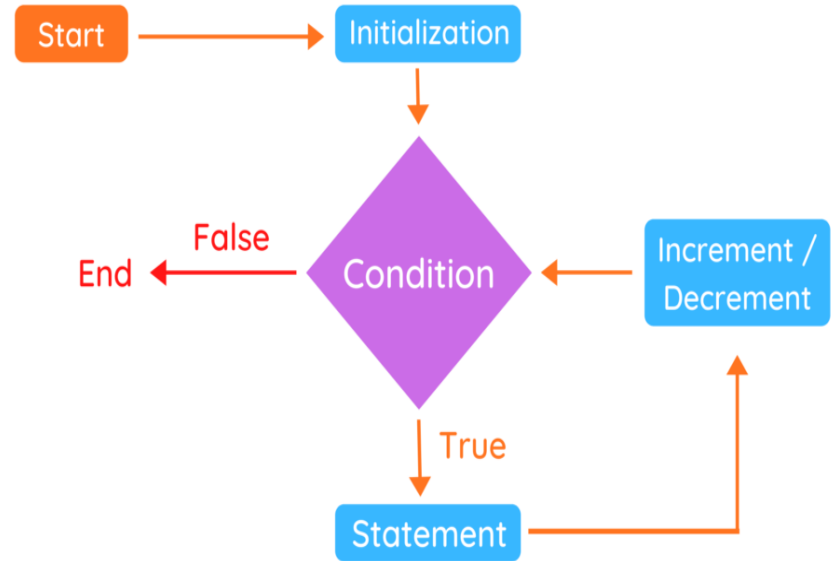 Start
Initialization
False
End
Condition
Increment /
Decrement
True
Statement